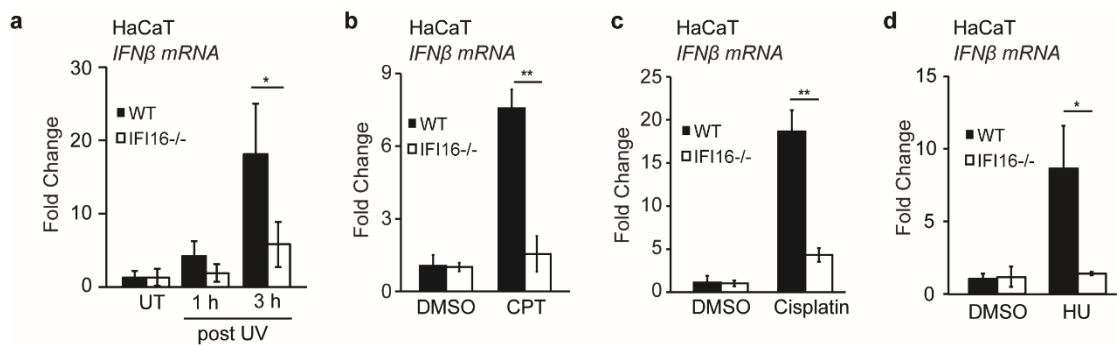 a
HaCaT
IFNβ mRNA
Fold Change
30
20
10
0
*
WT
IFI16-/-
UT
1 h
3 h
post UV
b
HaCaT
IFNβ mRNA
Fold Change
9
6
3
0
**
WT
IFI16-/-
DMSO
CPT
c
HaCaT
IFNβ mRNA
Fold Change
25
20
15
10
5
0
**
WT
IFI16-/-
DMSO
Cisplatin
d
HaCaT
IFNβ mRNA
Fold Change
15
10
5
0
*
WT
IFI16-/-
DMSO
HU